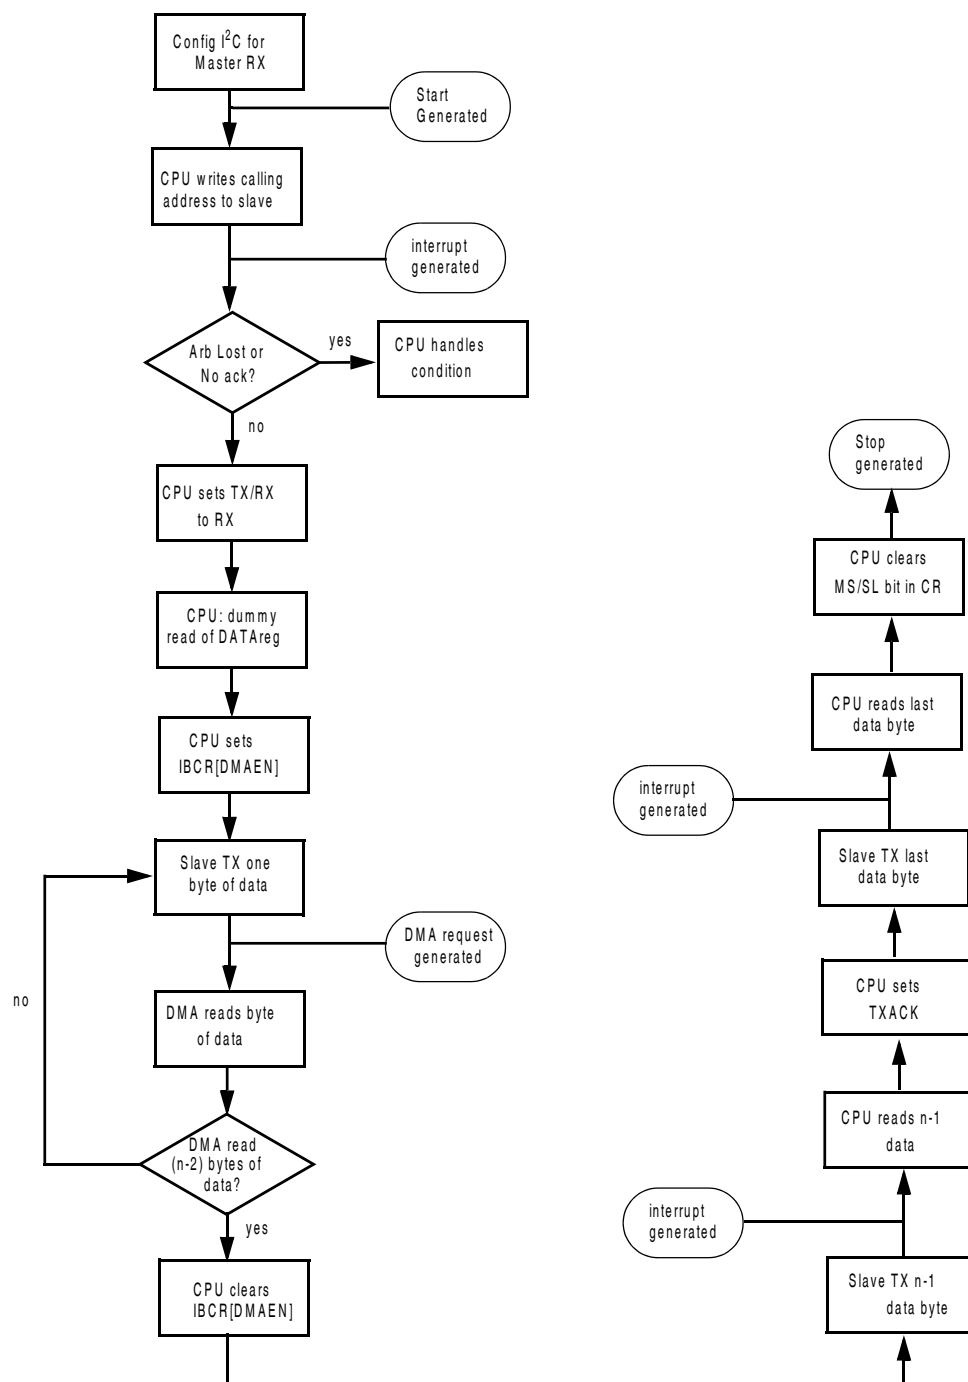 Config I²C for
Master RX
Start
Generated
CPU writes calling
address to slave
interrupt
generated
Arb Lost or
No ack?
yes
CPU handles
condition
no
CPU sets TX/RX
to RX
CPU: dummy
read of DATAreg
CPU sets
IBCR[DMAEN]
Slave TX one
byte of data
DMA request
generated
no
DMA reads byte
of data
DMA read
(n-2) bytes of
data?
yes
CPU clears
IBCR[DMAEN]
Stop
generated
CPU clears
MS/SL bit in CR
CPU reads last
data byte
interrupt
generated
Slave TX last
data byte
CPU sets
TXACK
CPU reads n-1
data
interrupt
generated
Slave TX n-1
data byte